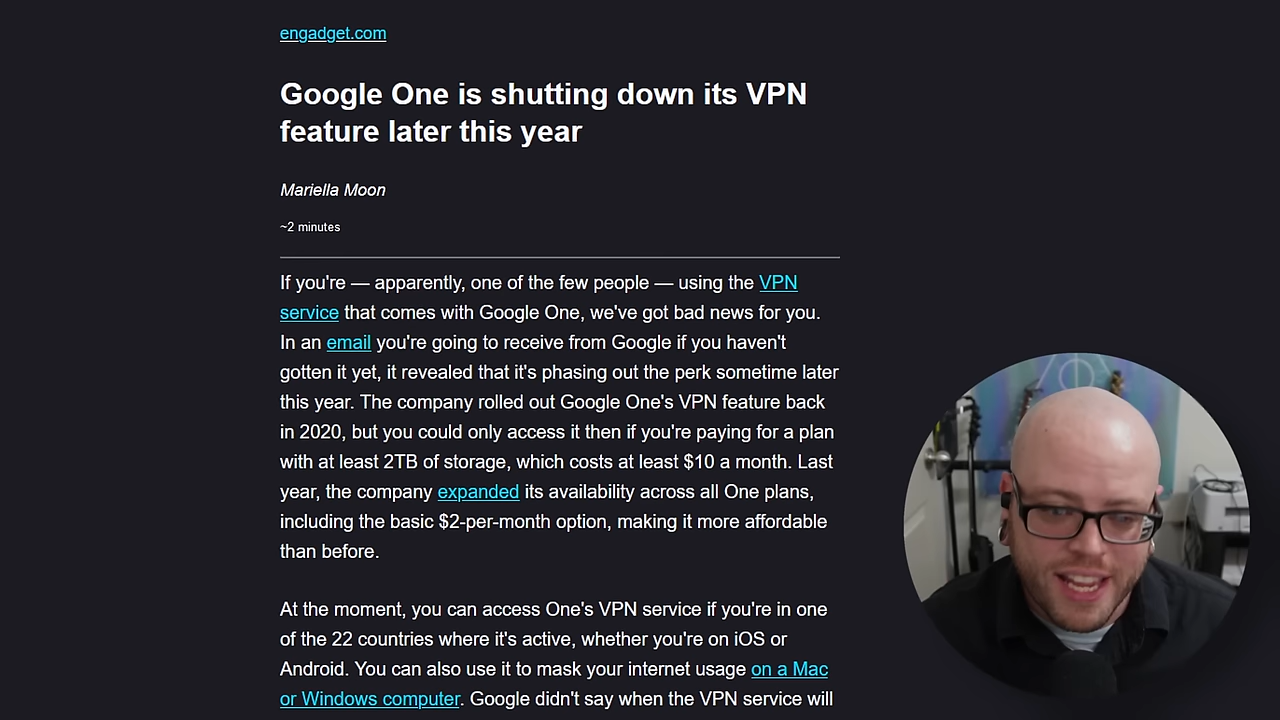 engadget.com
Google One is shutting down its VPN
feature later this year
Mariella Moon
~2 minutes
If you're — apparently, one of the few people — using the VPN
service that comes with Google One, we've got bad news for you.
In an email you're going to receive from Google if you haven't
gotten it yet, it revealed that it's phasing out the perk sometime later
this year. The company rolled out Google One's VPN feature back
in 2020, but you could only access it then if you're paying for a plan
with at least 2TB of storage, which costs at least $10 a month. Last
year, the company expanded its availability across all One plans,
including the basic $2-per-month option, making it more affordable
than before.
At the moment, you can access One's VPN service if you're in one
of the 22 countries where it's active, whether you're on iOS or
Android. You can also use it to mask your internet usage on a Mac
or Windows computer. Google didn't say when the VPN service will